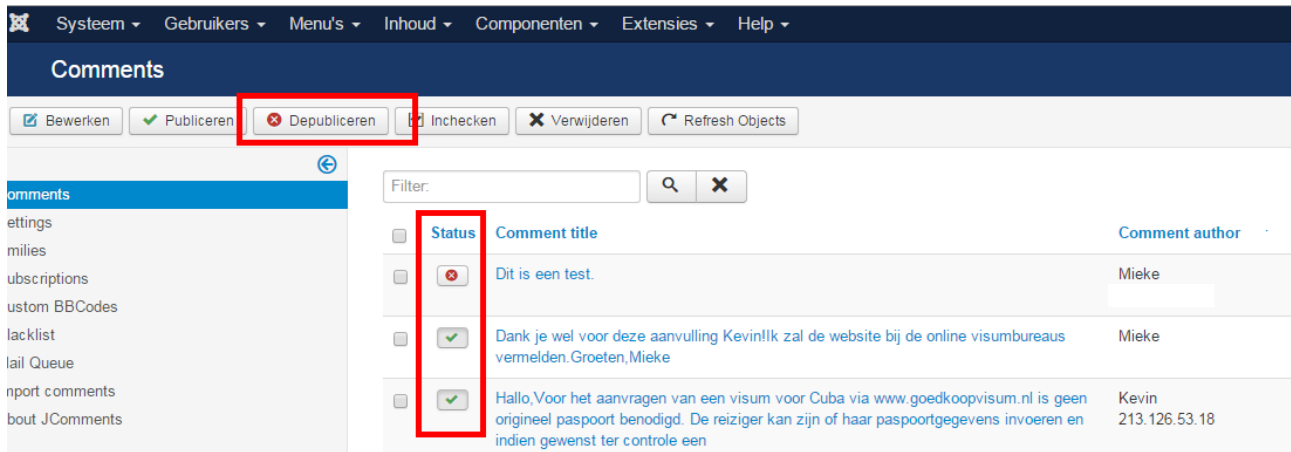 Systeem Gebruikers Menu's Inhoud Componenten Extensies Help
Comments
Bewerken Publiceren Depubliceren Inchecken Verwijderen Refresh Objects
omments
ettings
milies
ubscriptions
ustom BBCodes
lacklist
ail Queue
mport comments
bout JComments
Filter:
Status Comment title Comment author
Dit is een test. Mieke
Dank je wel voor deze aanvulling Kevin!Ik zal de website bij de online visumbureaus Mieke
vermelden.Groeten,Mieke
Hallo,Voor het aanvragen van een visum voor Cuba via www.goedkoopvisum.nl is geen Kevin
origineel paspoort benodigd. De reiziger kan zijn of haar paspoortgegevens invoeren en 213.126.53.18
indien gewenst ter controle een